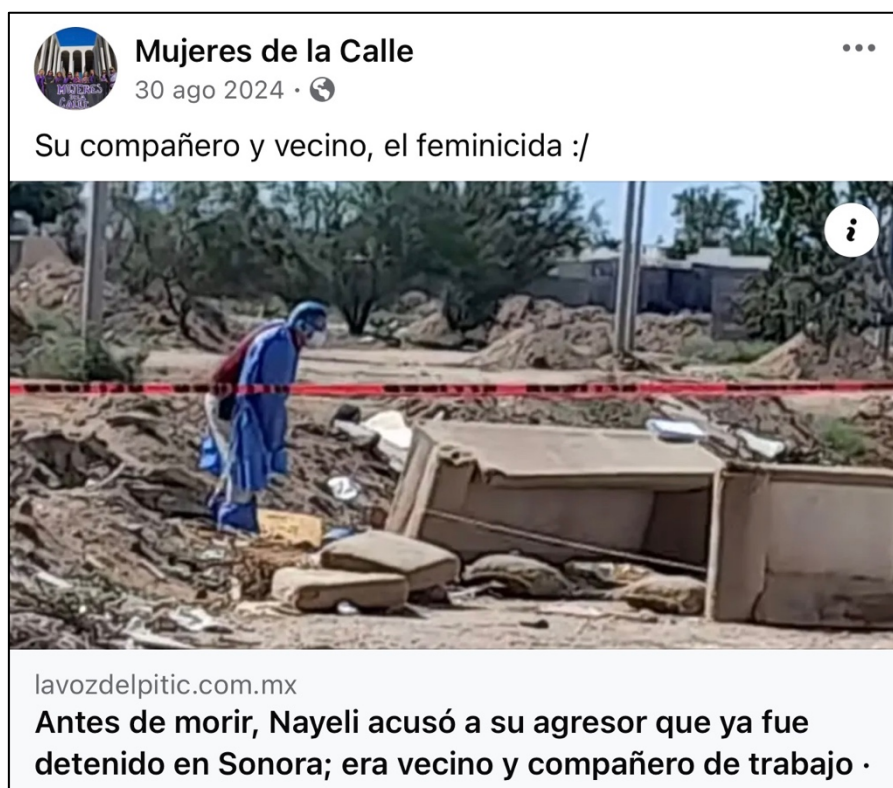 Mujeres de la Calle
30 ago 2024 ·
Su compañero y vecino, el feminicida :/
i
lavozdelpitic.com.mx
Antes de morir, Nayeli acusó a su agresor que ya fue
detenido en Sonora; era vecino y compañero de trabajo ·